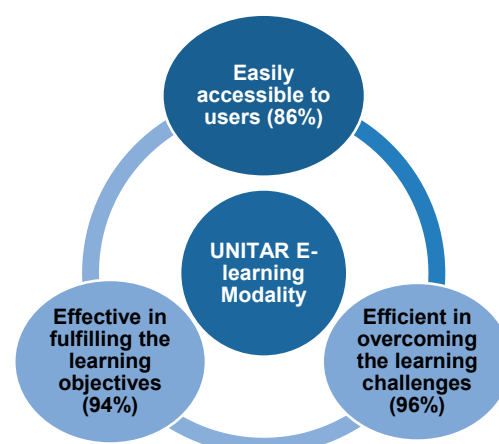 Easily
accessible to
users (86%)
UNITAR E-
learning
Modality
Effective in
fulfilling the
learning
objectives
(94%)
Efficient in
overcoming
the learning
challenges
(96%)